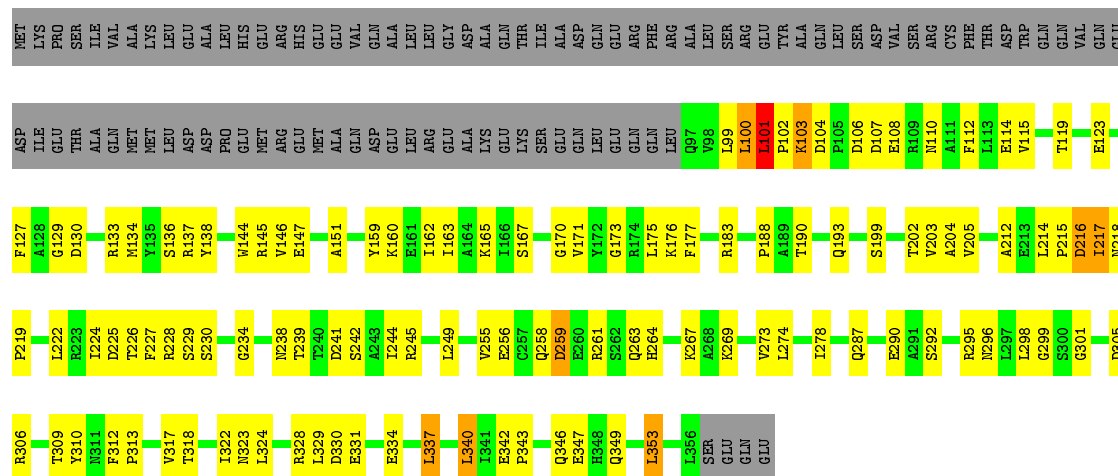 MET LYS PRO SER ILE VAL ALA LYS LEU GLU ALA LEU HIS GLU ARG HIS GLU GLU VAL GLN ALA LEU LEU GLY ASP ALA GLN THR ILE ALA ASP GLN GLU ARG PHE ARG ALA LEU SER ARG GLU TYR ALA GLN LEU SER ASP VAL SER ARG CYS PHE THR ASP TRP GLN GLN VAL GLN GLU
ASP ILE GLU THR ALA GLN MET MET LEU ASP ASP PRO GLU MET ARG GLU MET ALA GLN ASP GLU LEU ARG GLU ALA LYS GLU LYS SER GLU GLN LEU GLU GLN GLN LEU Q97 V98 L99 L100 L101 P102 K103 D104 P105 D106 D107 E108 R109 N110 A111 F112 L113 E114 V115 T119 E123
F127 A128 G129 D130 R133 M134 Y135 S136 R137 Y138 W144 R145 V146 E147 A151 Y159 K160 E161 I162 I163 A164 K165 I166 S167 G170 V171 Y172 G173 R174 L175 K176 F177 R183 P188 A189 T190 Q193 S199 T202 V203 A204 V205 A212 E213 L214 P215 D216 I217 N218
P219 L222 R223 I224 D225 T226 F227 R228 S229 S230 G234 N238 T239 T240 D241 S242 A243 I244 R245 L249 V255 E256 C257 Q258 D259 E260 R261 S262 Q263 H264 K267 A268 K269 V273 L274 I278 Q287 E290 A291 S292 R295 N296 L297 L298 G299 S300 G301 D305
R306 T309 Y310 N311 F312 P313 V317 T318 I322 N323 L324 R328 L329 D330 E331 E334 L337 L340 I341 E342 P343 Q346 E347 H348 Q349 L353 L356 SER GLU GLN GLU